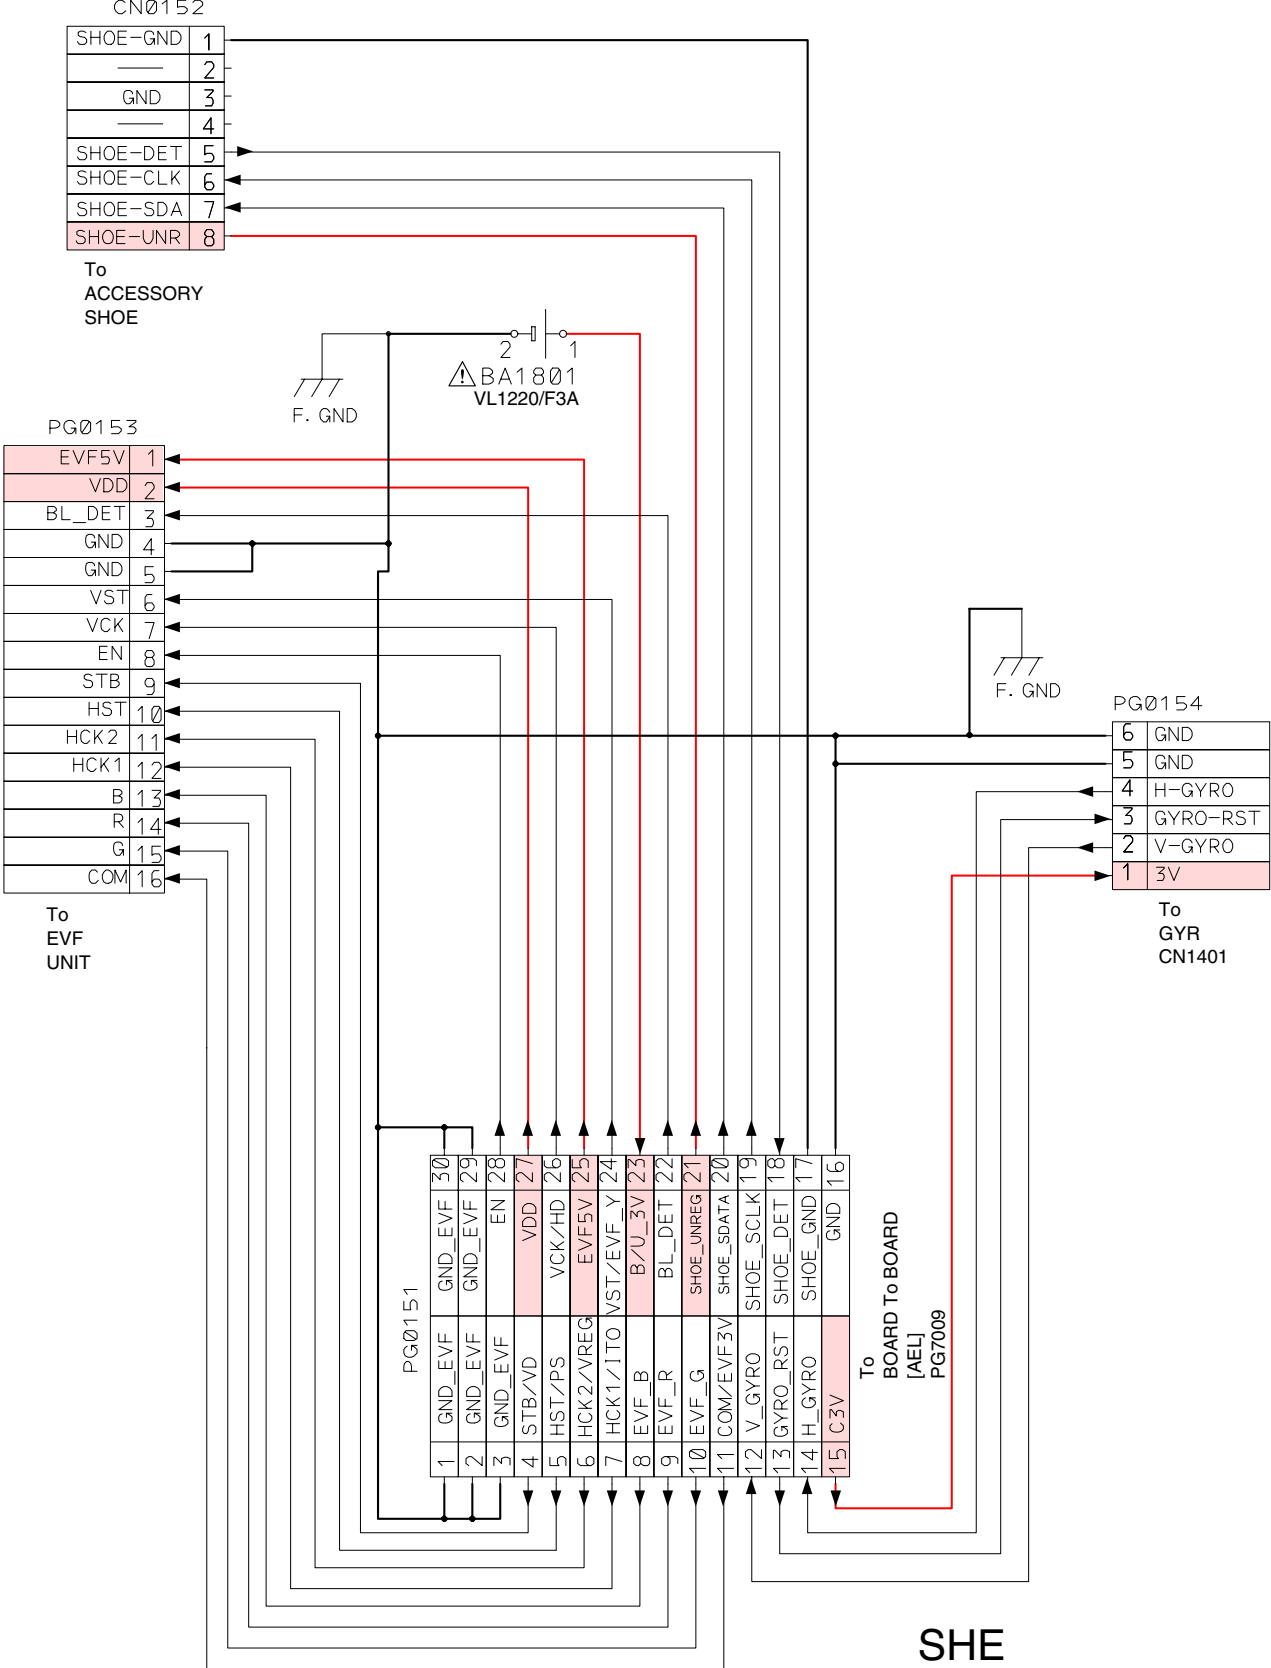 CN0152
SHOE-GND 1
2
GND 3
4
SHOE-DET 5
SHOE-CLK 6
SHOE-SDA 7
SHOE-UNR 8
To
ACCESSORY
SHOE
2 1
BA1801
VL1220/F3A
F. GND
PG0153
EVF5V 1
VDD 2
BL_DET 3
GND 4
GND 5
VST 6
VCK 7
EN 8
STB 9
HST 10
HCK2 11
HCK1 12
B 13
R 14
G 15
COM 16
To
EVF
UNIT
F. GND
PG0154
6 GND
5 GND
4 H-GYRO
3 GYRO-RST
2 V-GYRO
1 3V
To
GYR
CN1401
PG0151
30 GND_EVF
29 GND_EVF
28 EN
27 VDD
26 VCK/HD
25 EVF5V
24 VST/EVF_Y
23 B/U_3V
22 BL_DET
21 SHOE_UNREG
20 SHOE_SDATA
19 SHOE_SCLK
18 SHOE_DET
17 SHOE_GND
16 GND
1 GND_EVF
2 GND_EVF
3 GND_EVF
4 STB/VD
5 HST/PS
6 HCK2/VREG
7 HCK1/ITO
8 EVF_B
9 EVF_R
10 EVF_G
11 COM/EVF3V
12 V_GYRO
13 GYRO_RST
14 H_GYRO
15 C3V
To
BOARD To BOARD
[AEL]
PG7009
SHE